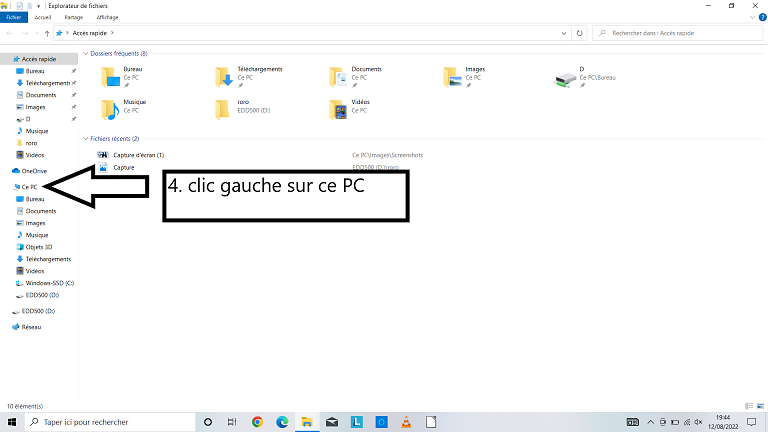 Explorateur de fichiers
Fichier Accueil Partage Affichage
Accès rapide
Rechercher dans : Accès rapide
Accès rapide
Bureau
Téléchargements
Documents
Images
D
Musique
roro
Vidéos
OneDrive
Ce PC
Bureau
Documents
Images
Musique
Objets 3D
Téléchargements
Vidéos
Windows-SSD (C:)
EDD500 (D:)
EDD500 (D:)
Réseau
Dossiers fréquents (8)
Bureau
Ce PC
Téléchargements
Ce PC
Documents
Ce PC
Images
Ce PC
D
Ce PC\Bureau
Musique
Ce PC
roro
EDD500 (D:)
Vidéos
Ce PC
Fichiers récents (2)
Capture d'écran (1) Ce PC\Images\Screenshots
Capture EDD500 (D:)\roro
4. clic gauche sur ce PC
10 élément(s)
Taper ici pour rechercher
L
19:44
12/08/2022